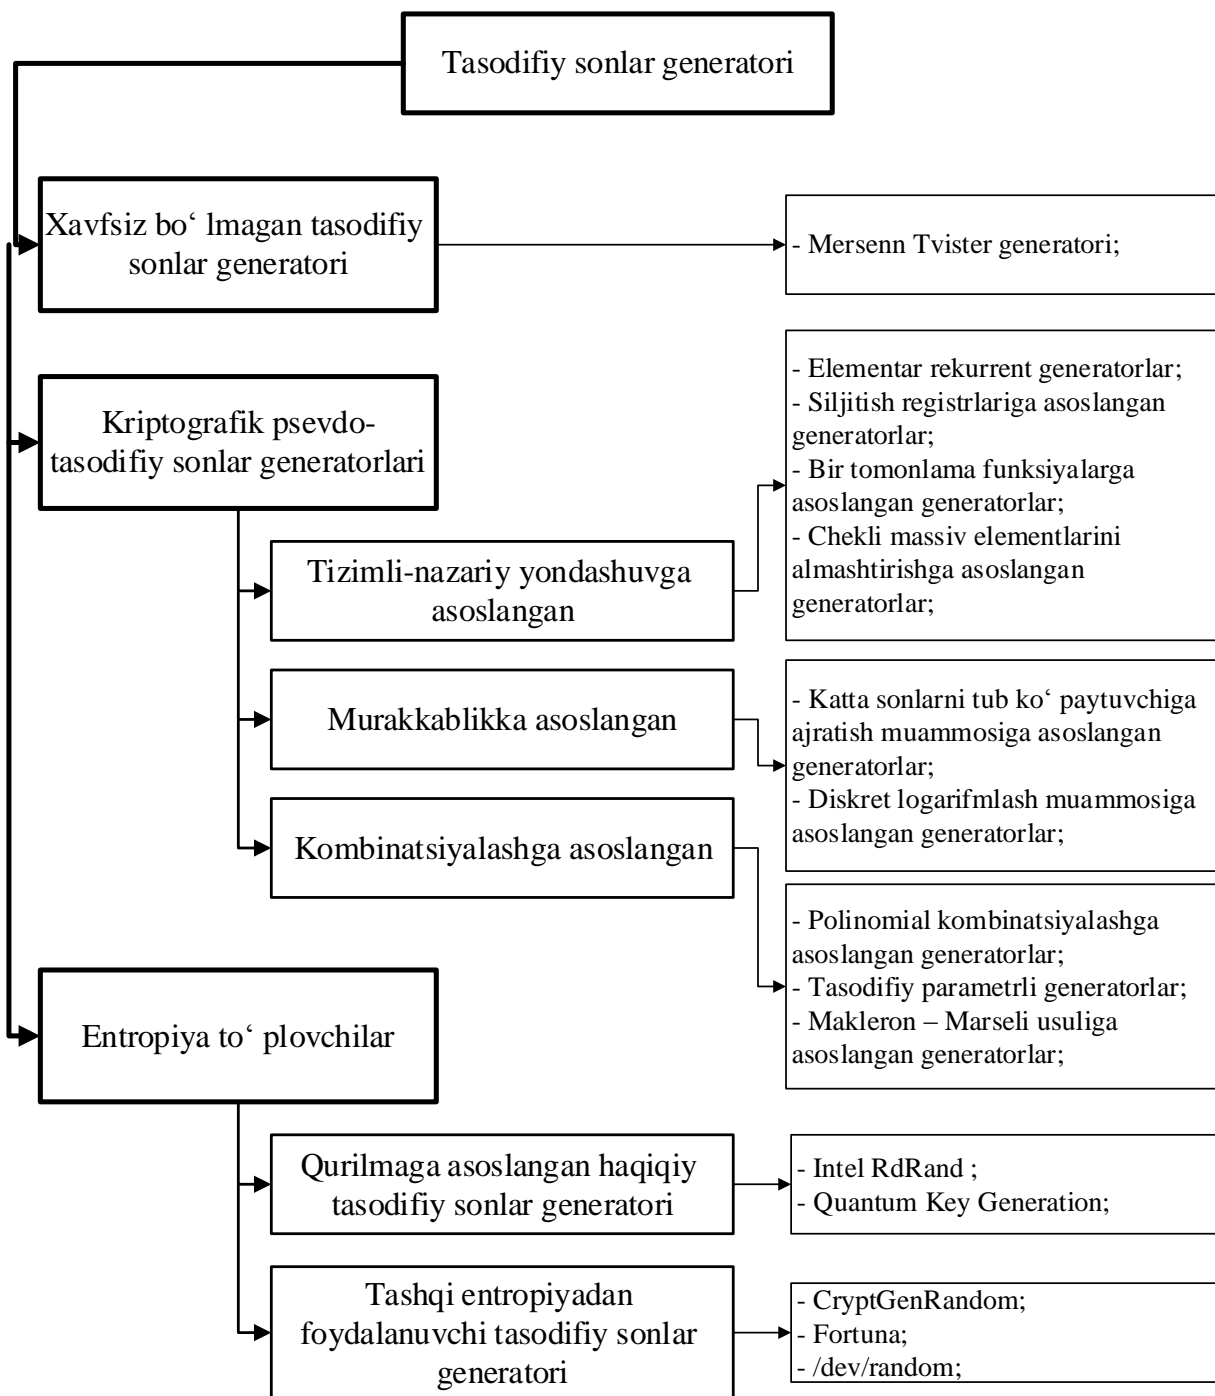 Tasodifiy sonlar generatori
Xavfsiz bo‘ lmagan tasodifiy
sonlar generatori
- Mersenn Tvister generatori;
Kriptografik psevdo-
tasodifiy sonlar generatorlari
- Elementar rekurrent generatorlar;
- Siljitish registrlariga asoslangan
generatorlar;
- Bir tomonlama funksiyalarga
asoslangan generatorlar;
- Chekli massiv elementlarini
almashtirishga asoslangan
generatorlar;
Tizimli-nazariy yondashuvga
asoslangan
Murakkablikka asoslangan
- Katta sonlarni tub ko‘ paytuvchiga
ajratish muammosiga asoslangan
generatorlar;
- Diskret logarifmlash muammosiga
asoslangan generatorlar;
Kombinatsiyalashga asoslangan
- Polinomial kombinatsiyalashga
asoslangan generatorlar;
- Tasodifiy parametrli generatorlar;
- Makleron – Marseli usuliga
asoslangan generatorlar;
Entropiya to‘ plovchilar
Qurilmaga asoslangan haqiqiy
tasodifiy sonlar generatori
- Intel RdRand ;
- Quantum Key Generation;
Tashqi entropiyadan
foydalanuvchi tasodifiy sonlar
generatori
- CryptGenRandom;
- Fortuna;
- /dev/random;